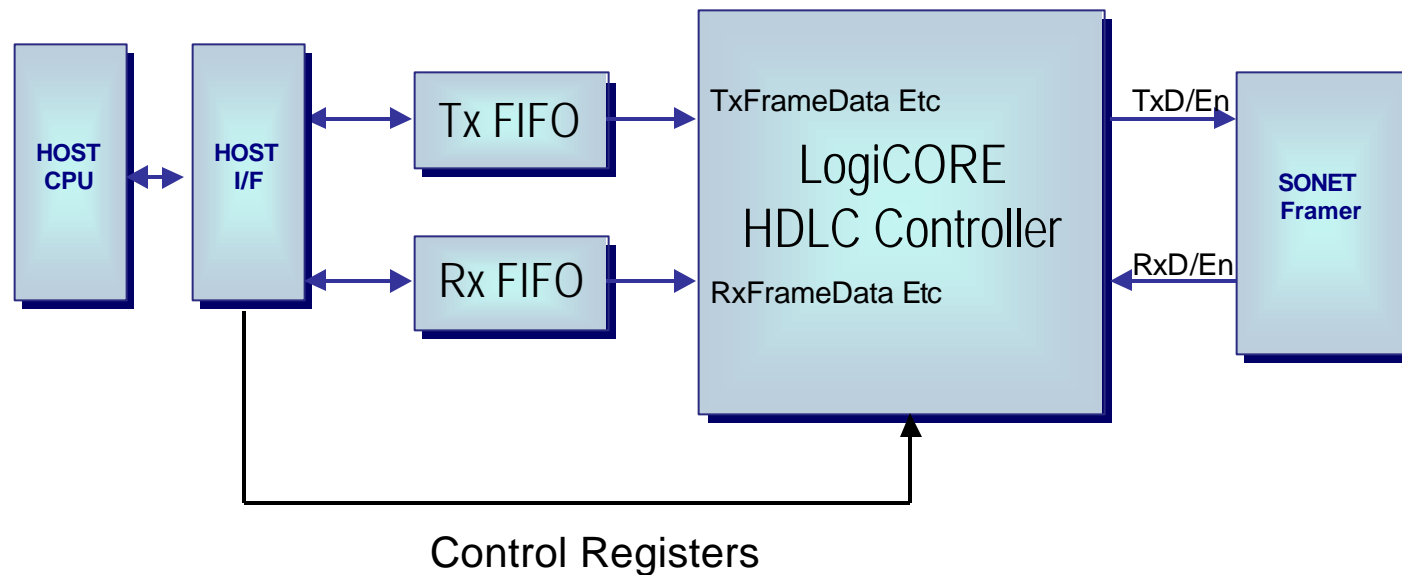 HOST
CPU
HOST
I/F
Tx FIFO
Rx FIFO
TxFrameData Etc
LogiCORE
HDLC Controller
RxFrameData Etc
TxD/En
RxD/En
SONET
Framer
Control Registers